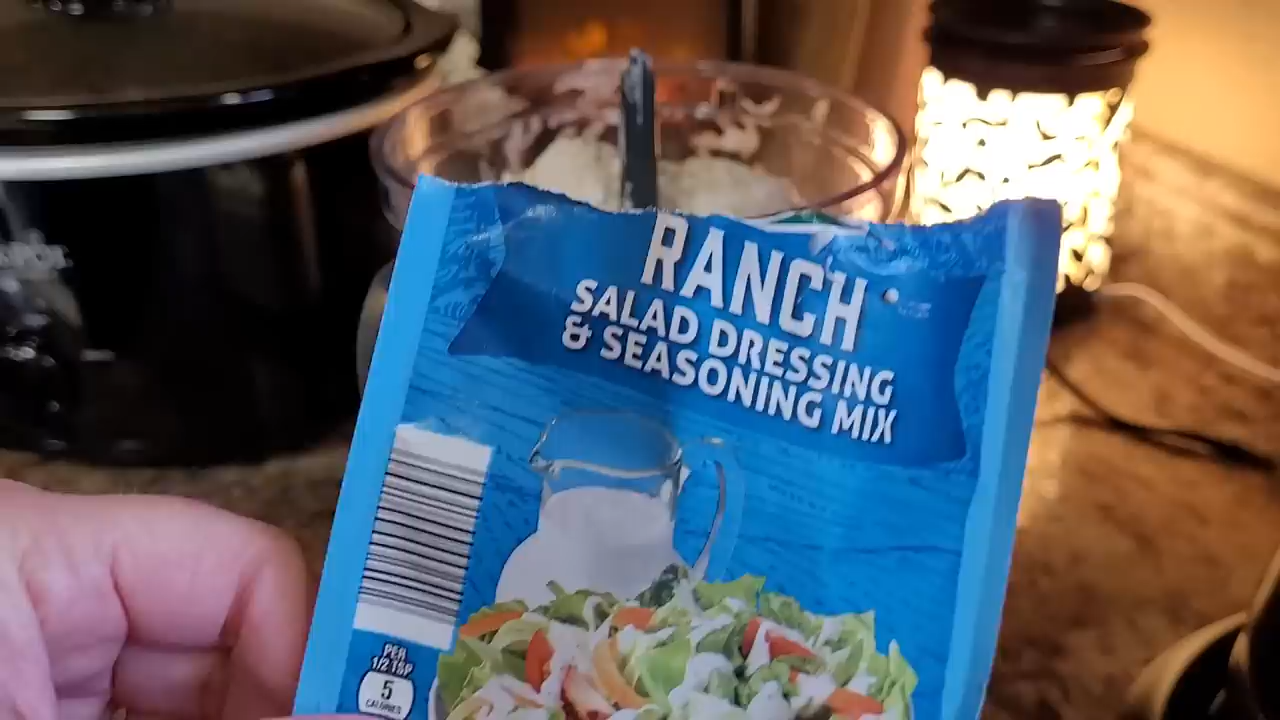 RANCH
SALAD DRESSING
& SEASONING MIX
PER
1/2 TSP
5
CALORIES